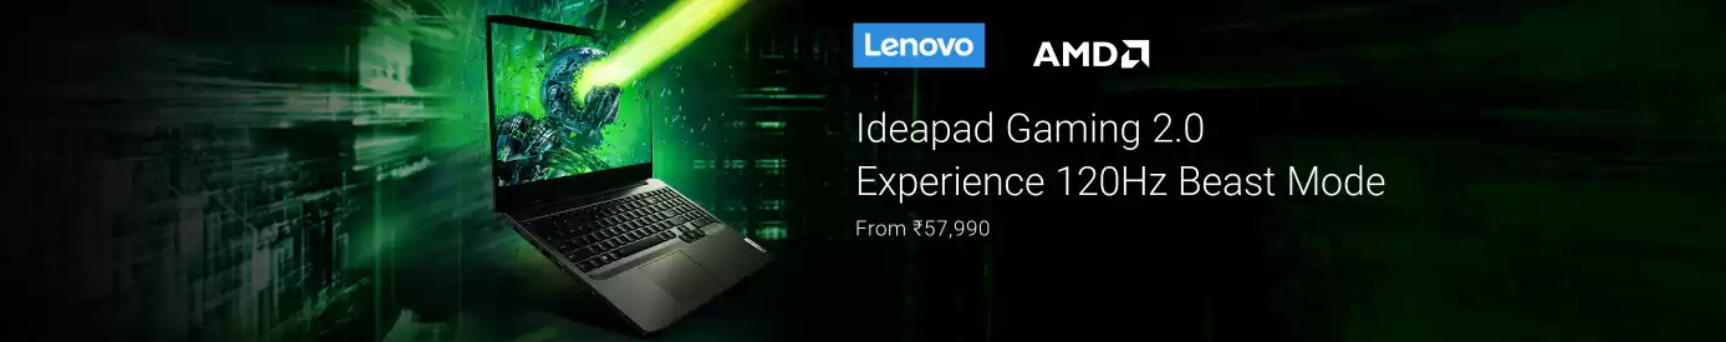 Lenovo
AMD
Ideapad Gaming 2.0
Experience 120Hz Beast Mode
From ₹57,990